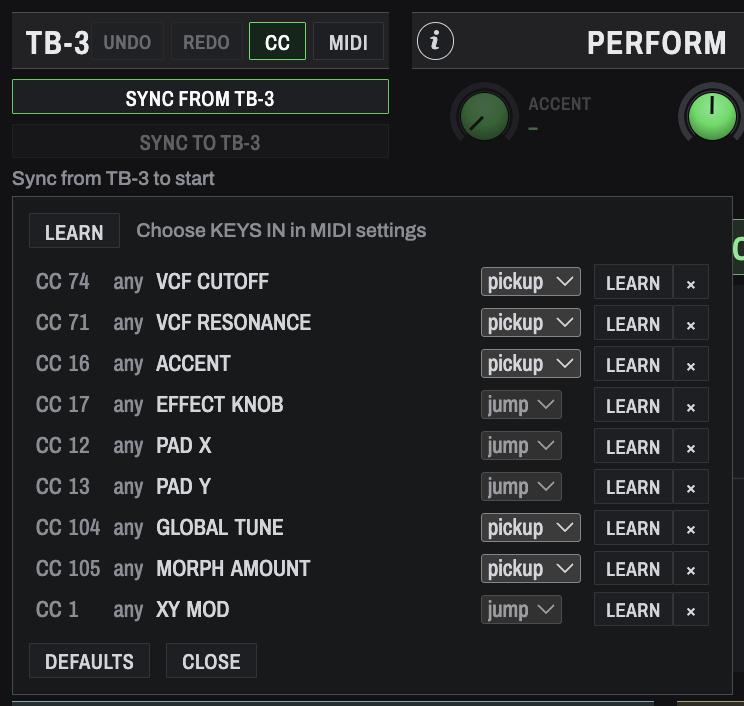 TB-3 UNDO REDO CC MIDI
i PERFORM
SYNC FROM TB-3
SYNC TO TB-3
ACCENT
–
Sync from TB-3 to start
LEARN Choose KEYS IN in MIDI settings
CC 74 any VCF CUTOFF pickup LEARN ×
CC 71 any VCF RESONANCE pickup LEARN ×
CC 16 any ACCENT pickup LEARN ×
CC 17 any EFFECT KNOB jump LEARN ×
CC 12 any PAD X jump LEARN ×
CC 13 any PAD Y jump LEARN ×
CC 104 any GLOBAL TUNE pickup LEARN ×
CC 105 any MORPH AMOUNT pickup LEARN ×
CC 1 any XY MOD jump LEARN ×
DEFAULTS CLOSE